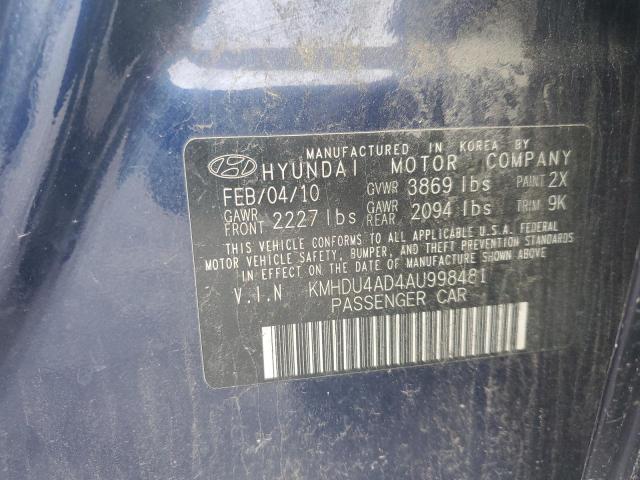 MANUFACTURED IN KOREA BY
HYUNDAI MOTOR COMPANY
FEB/04/10 GVWR 3869 lbs PAINT 2X
GAWR FRONT 2227 lbs GAWR REAR 2094 lbs TRIM 9K
THIS VEHICLE CONFORMS TO ALL APPLICABLE U.S.A. FEDERAL
MOTOR VEHICLE SAFETY, BUMPER, AND THEFT PREVENTION STANDARDS
IN EFFECT ON THE DATE OF MANUFACTURE SHOWN ABOVE
V.I.N KMHDU4AD4AU998481
PASSENGER CAR